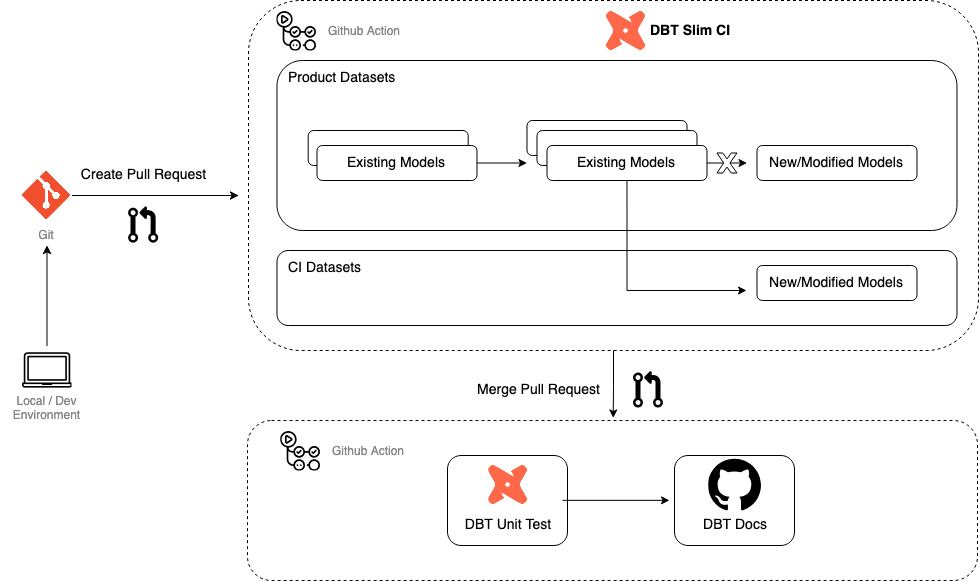 Github Action
DBT Slim CI
Product Datasets
Existing Models
Existing Models
New/Modified Models
Create Pull Request
Git
CI Datasets
New/Modified Models
Local / Dev
Environment
Merge Pull Request
Github Action
DBT Unit Test
DBT Docs